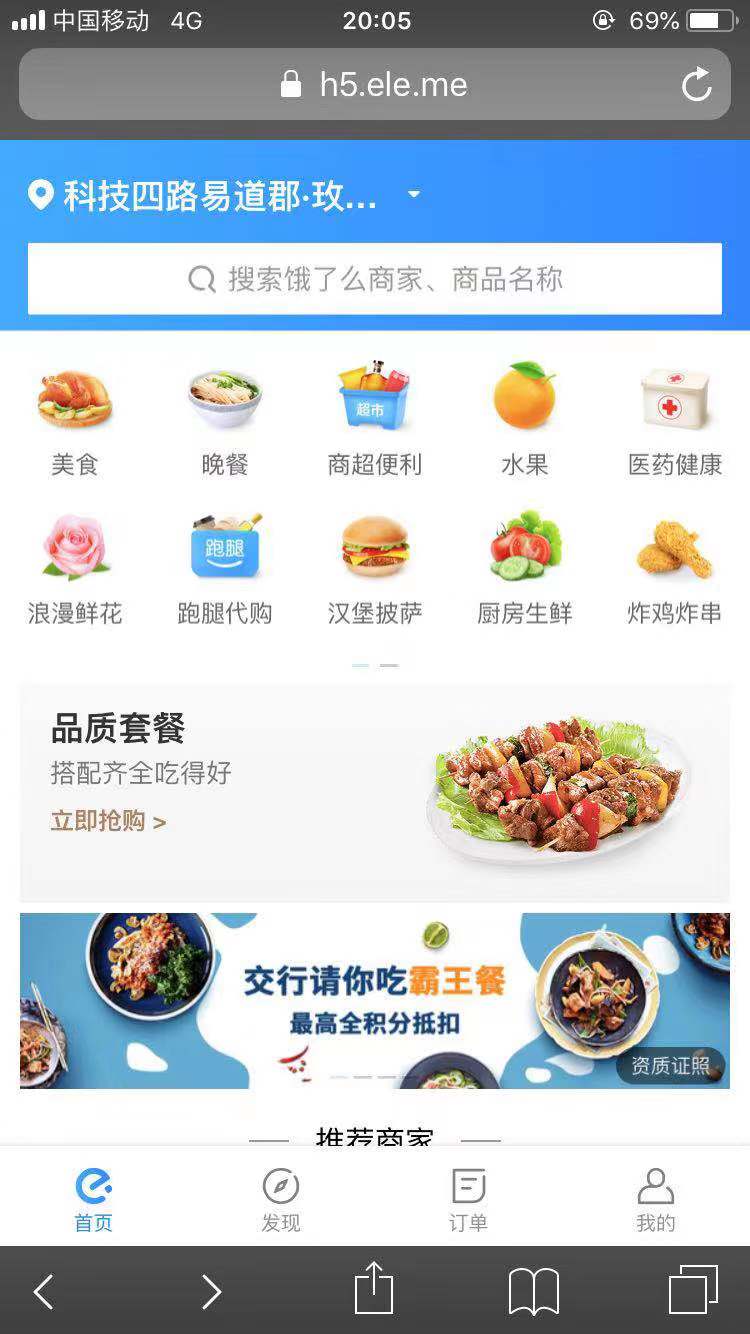 中国移动 4G 20:05 69%
h5.ele.me
科技四路易道郡·玫...
搜索饿了么商家、商品名称
超市
美食 晚餐 商超便利 水果 医药健康
跑腿
浪漫鲜花 跑腿代购 汉堡披萨 厨房生鲜 炸鸡炸串
品质套餐
搭配齐全吃得好
立即抢购 >
交行请你吃霸王餐
最高全积分抵扣
资质证照
推荐商家
首页 发现 订单 我的